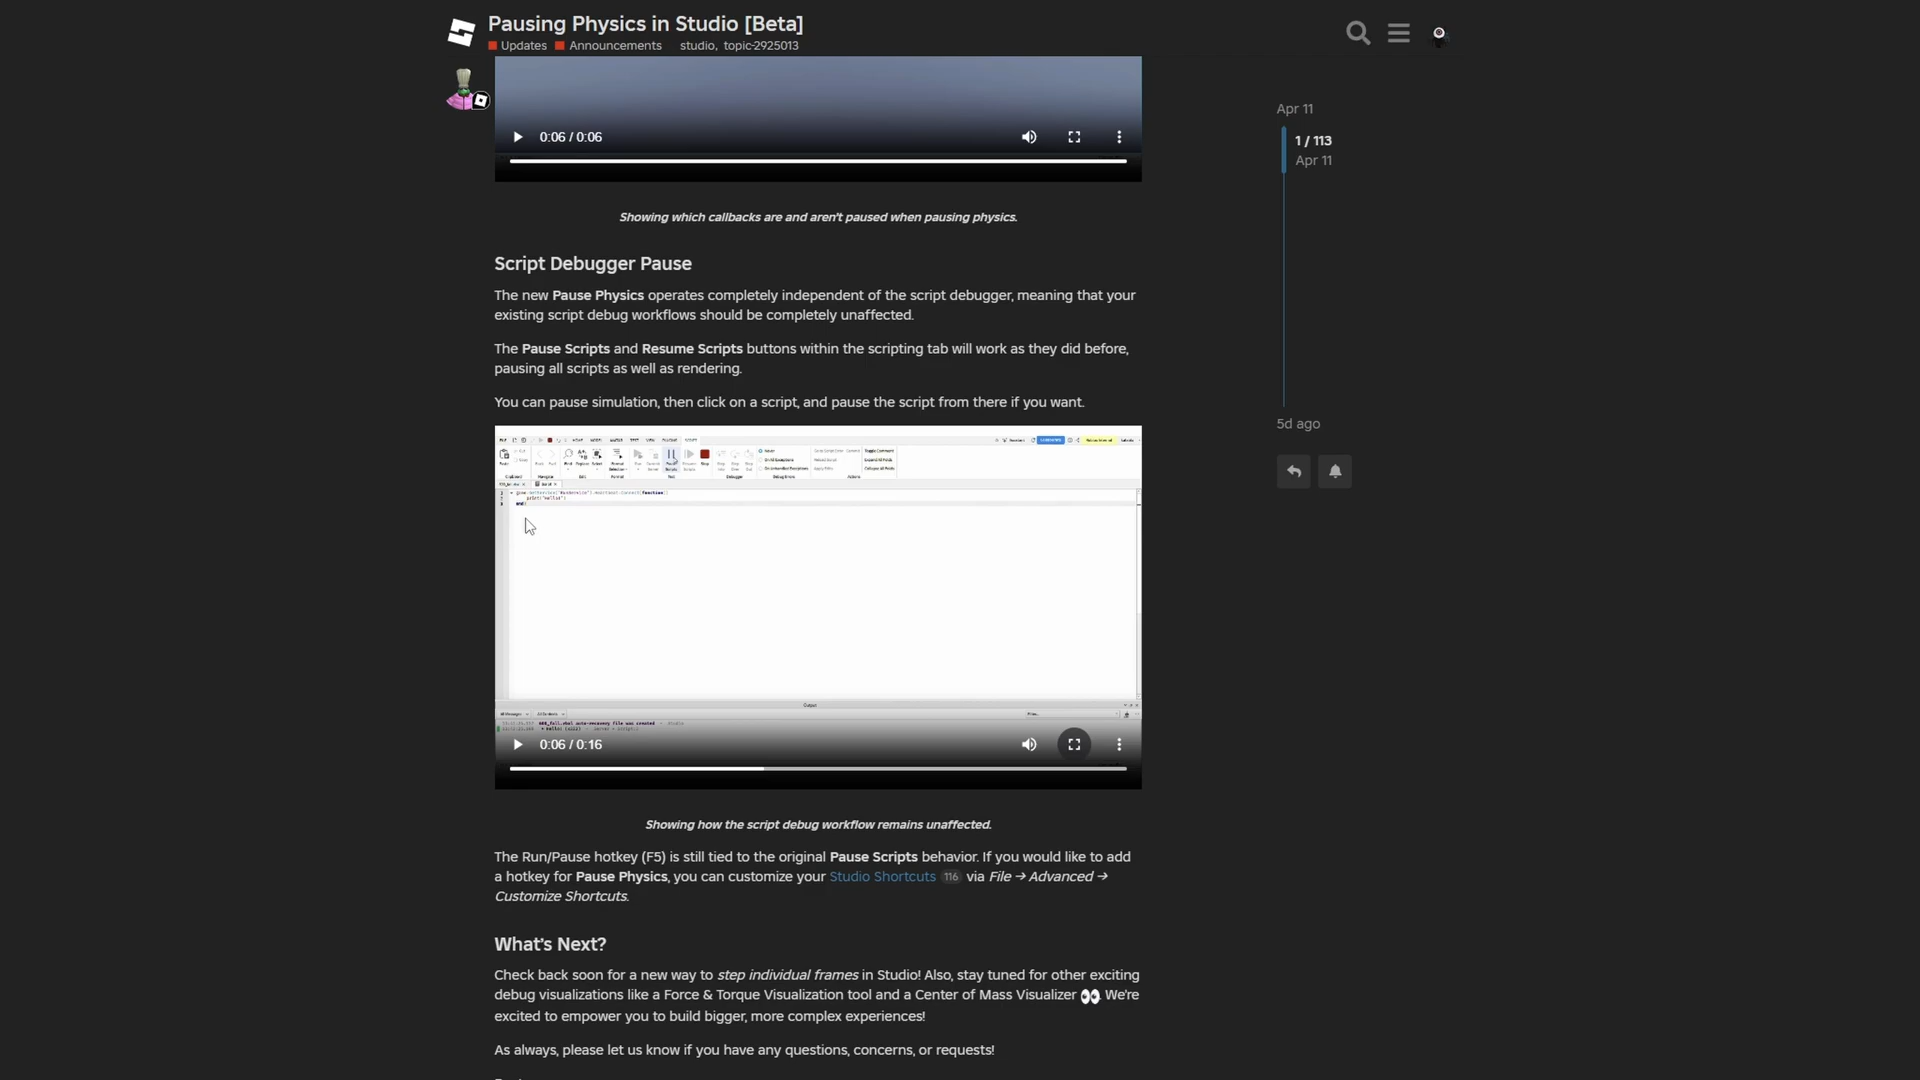 Pausing Physics in Studio [Beta]
Updates Announcements studio, topic-2925013
0:06 / 0:06
Apr 11
1 / 113
Apr 11
Showing which callbacks are and aren't paused when pausing physics.
Script Debugger Pause
The new Pause Physics operates completely independent of the script debugger, meaning that your
existing script debug workflows should be completely unaffected.
The Pause Scripts and Resume Scripts buttons within the scripting tab will work as they did before,
pausing all scripts as well as rendering.
You can pause simulation, then click on a script, and pause the script from there if you want.
5d ago
Output
0:06 / 0:16
Showing how the script debug workflow remains unaffected.
The Run/Pause hotkey (F5) is still tied to the original Pause Scripts behavior. If you would like to add
a hotkey for Pause Physics, you can customize your Studio Shortcuts 116 via File → Advanced →
Customize Shortcuts.
What's Next?
Check back soon for a new way to step individual frames in Studio! Also, stay tuned for other exciting
debug visualizations like a Force & Torque Visualization tool and a Center of Mass Visualizer 👀. We're
excited to empower you to build bigger, more complex experiences!
As always, please let us know if you have any questions, concerns, or requests!